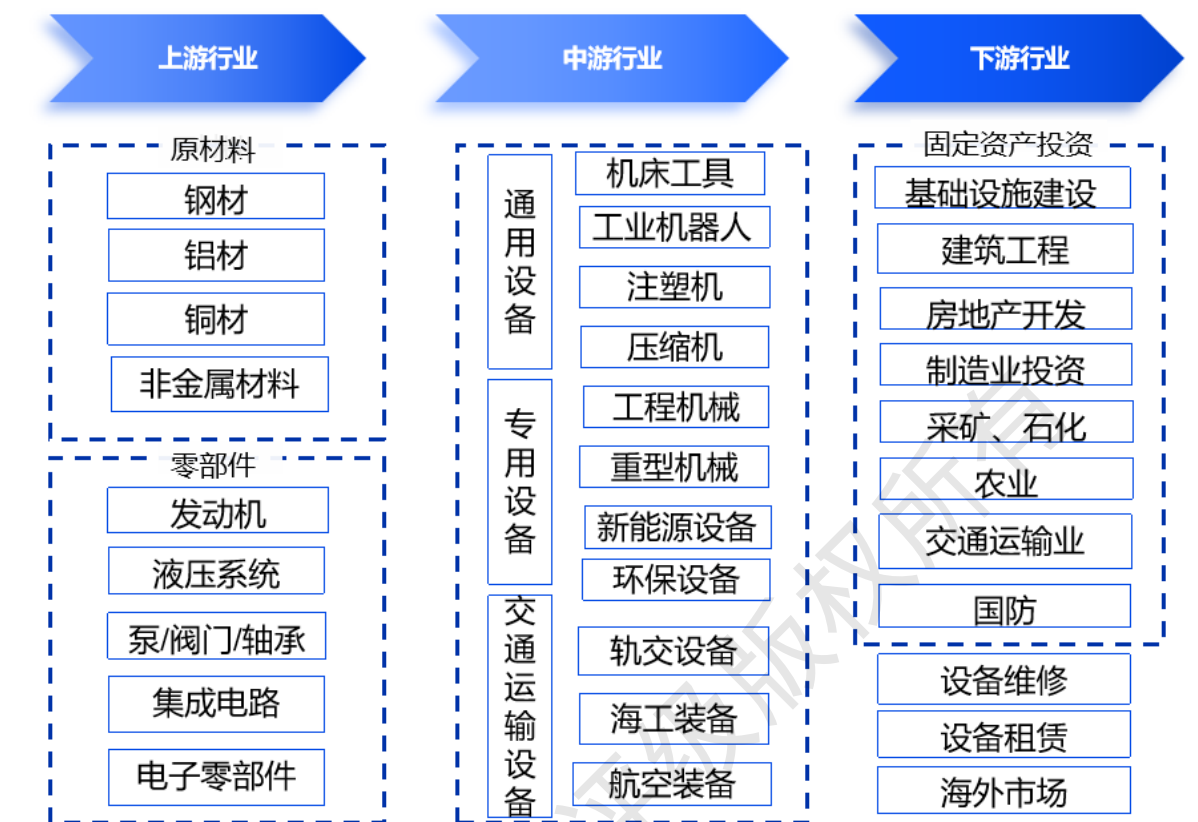 上游行业
中游行业
下游行业
原材料
钢材
铝材
铜材
非金属材料
零部件
发动机
液压系统
泵/阀门/轴承
集成电路
电子零部件
通用设备
机床工具
工业机器人
注塑机
压缩机
专用设备
工程机械
重型机械
新能源设备
环保设备
交通运输设备
轨交设备
海工装备
航空装备
固定资产投资
基础设施建设
建筑工程
房地产开发
制造业投资
采矿、石化
农业
交通运输业
国防
设备维修
设备租赁
海外市场
评级版权所有